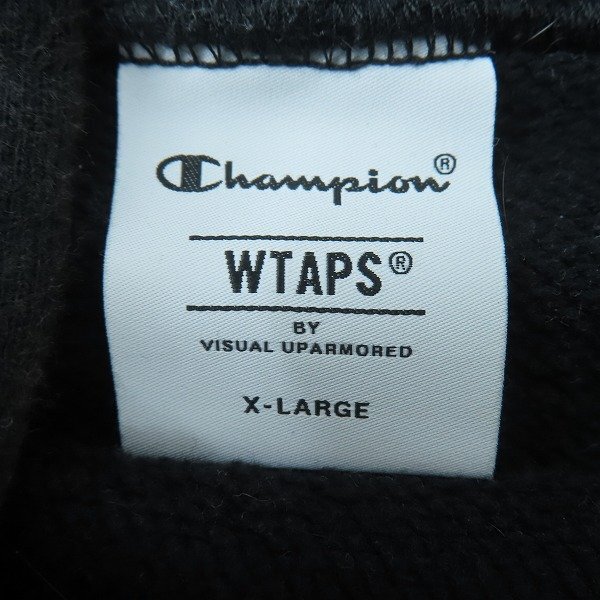 Champion®
WTAPS®
BY
VISUAL UPARMORED
X-LARGE